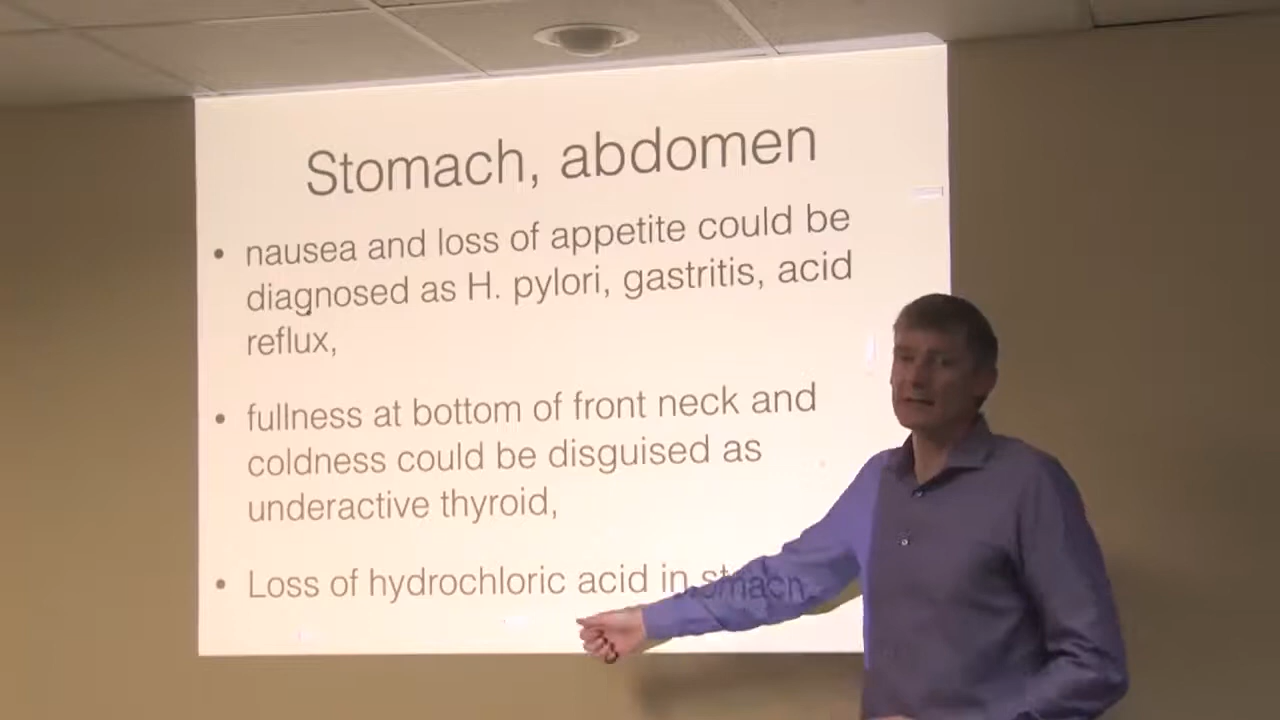 Stomach, abdomen
• nausea and loss of appetite could be
diagnosed as H. pylori, gastritis, acid
reflux,
• fullness at bottom of front neck and
coldness could be disguised as
underactive thyroid,
• Loss of hydrochloric acid in stmach